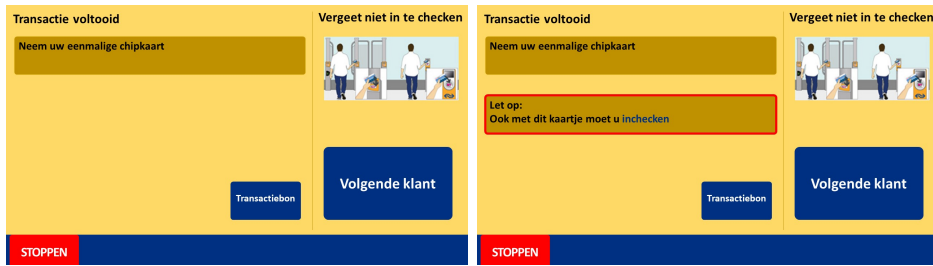 Transactie voltooid
Vergeet niet in te checken
Neem uw eenmalige chipkaart
Transactiebon
Volgende klant
STOPPEN
Transactie voltooid
Vergeet niet in te checken
Neem uw eenmalige chipkaart
Let op:
Ook met dit kaartje moet u inchecken
Transactiebon
Volgende klant
STOPPEN